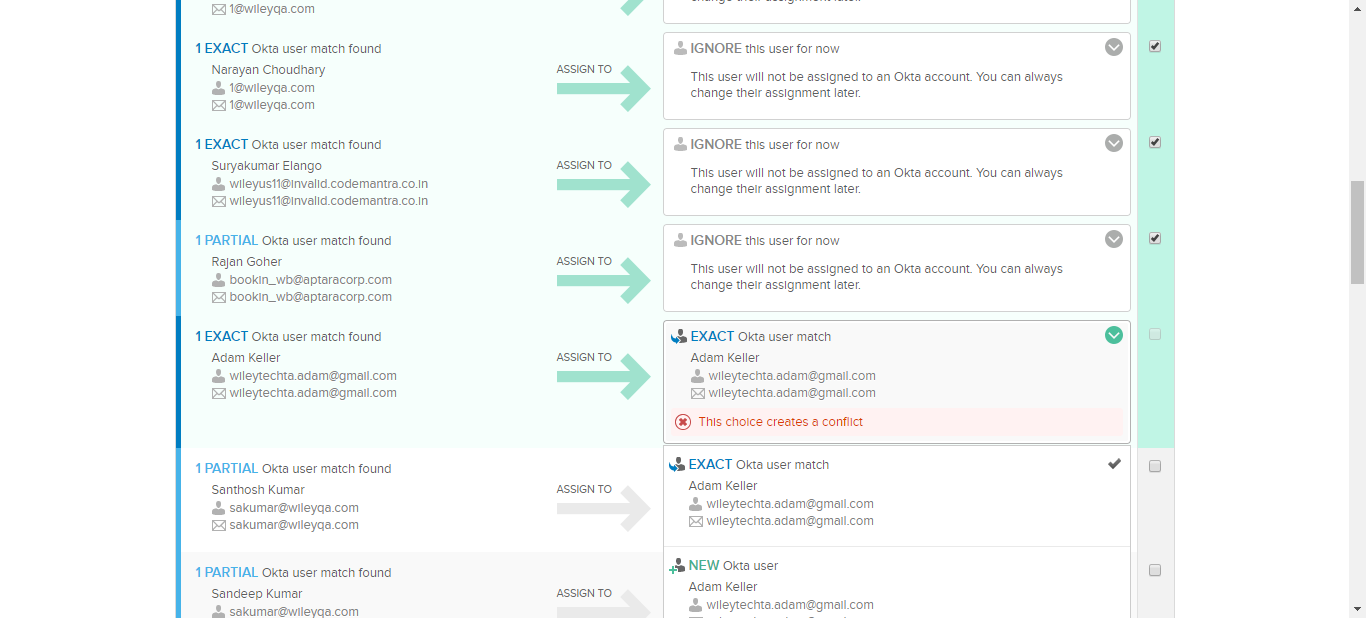 1@wileyqa.com
change their assignment later.
1 EXACT Okta user match found
Narayan Choudhary
1@wileyqa.com
1@wileyqa.com
ASSIGN TO
IGNORE this user for now
This user will not be assigned to an Okta account. You can always
change their assignment later.
1 EXACT Okta user match found
Suryakumar Elango
wileyus11@invalid.codemantra.co.in
wileyus11@invalid.codemantra.co.in
ASSIGN TO
IGNORE this user for now
This user will not be assigned to an Okta account. You can always
change their assignment later.
1 PARTIAL Okta user match found
Rajan Goher
bookin_wb@aptaracorp.com
bookin_wb@aptaracorp.com
ASSIGN TO
IGNORE this user for now
This user will not be assigned to an Okta account. You can always
change their assignment later.
1 EXACT Okta user match found
Adam Keller
wileytechta.adam@gmail.com
wileytechta.adam@gmail.com
ASSIGN TO
EXACT Okta user match
Adam Keller
wileytechta.adam@gmail.com
wileytechta.adam@gmail.com
This choice creates a conflict
1 PARTIAL Okta user match found
Santhosh Kumar
sakumar@wileyqa.com
sakumar@wileyqa.com
ASSIGN TO
EXACT Okta user match
Adam Keller
wileytechta.adam@gmail.com
wileytechta.adam@gmail.com
1 PARTIAL Okta user match found
Sandeep Kumar
sakumar@wileyqa.com
ASSIGN TO
NEW Okta user
Adam Keller
wileytechta.adam@gmail.com